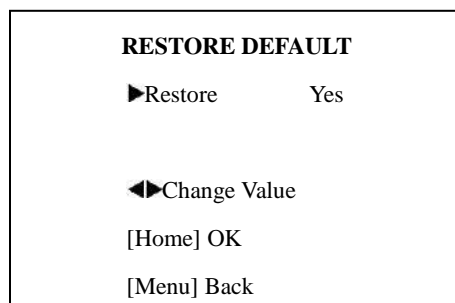 RESTORE DEFAULT
▶Restore Yes
◀▶Change Value
[Home] OK
[Menu] Back